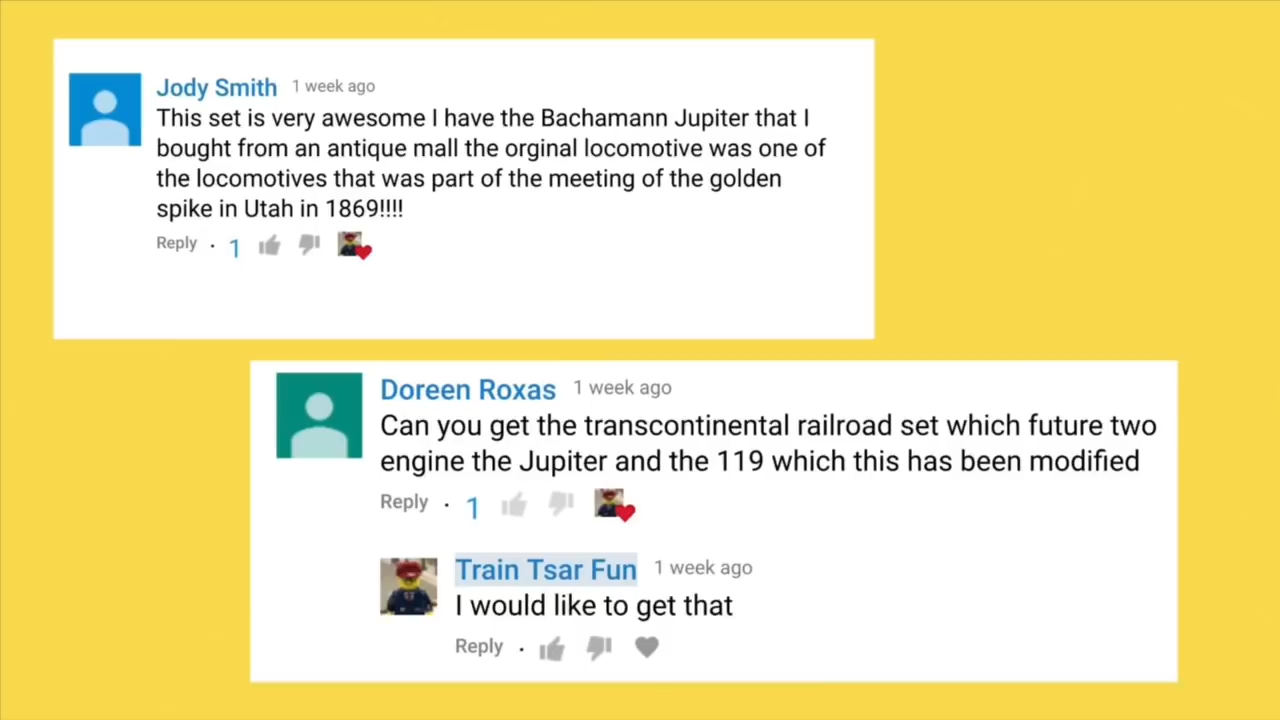 Jody Smith 1 week ago
This set is very awesome I have the Bachamann Jupiter that I
bought from an antique mall the orginal locomotive was one of
the locomotives that was part of the meeting of the golden
spike in Utah in 1869!!!!
Reply · 1
Doreen Roxas 1 week ago
Can you get the transcontinental railroad set which future two
engine the Jupiter and the 119 which this has been modified
Reply · 1
Train Tsar Fun 1 week ago
I would like to get that
Reply ·